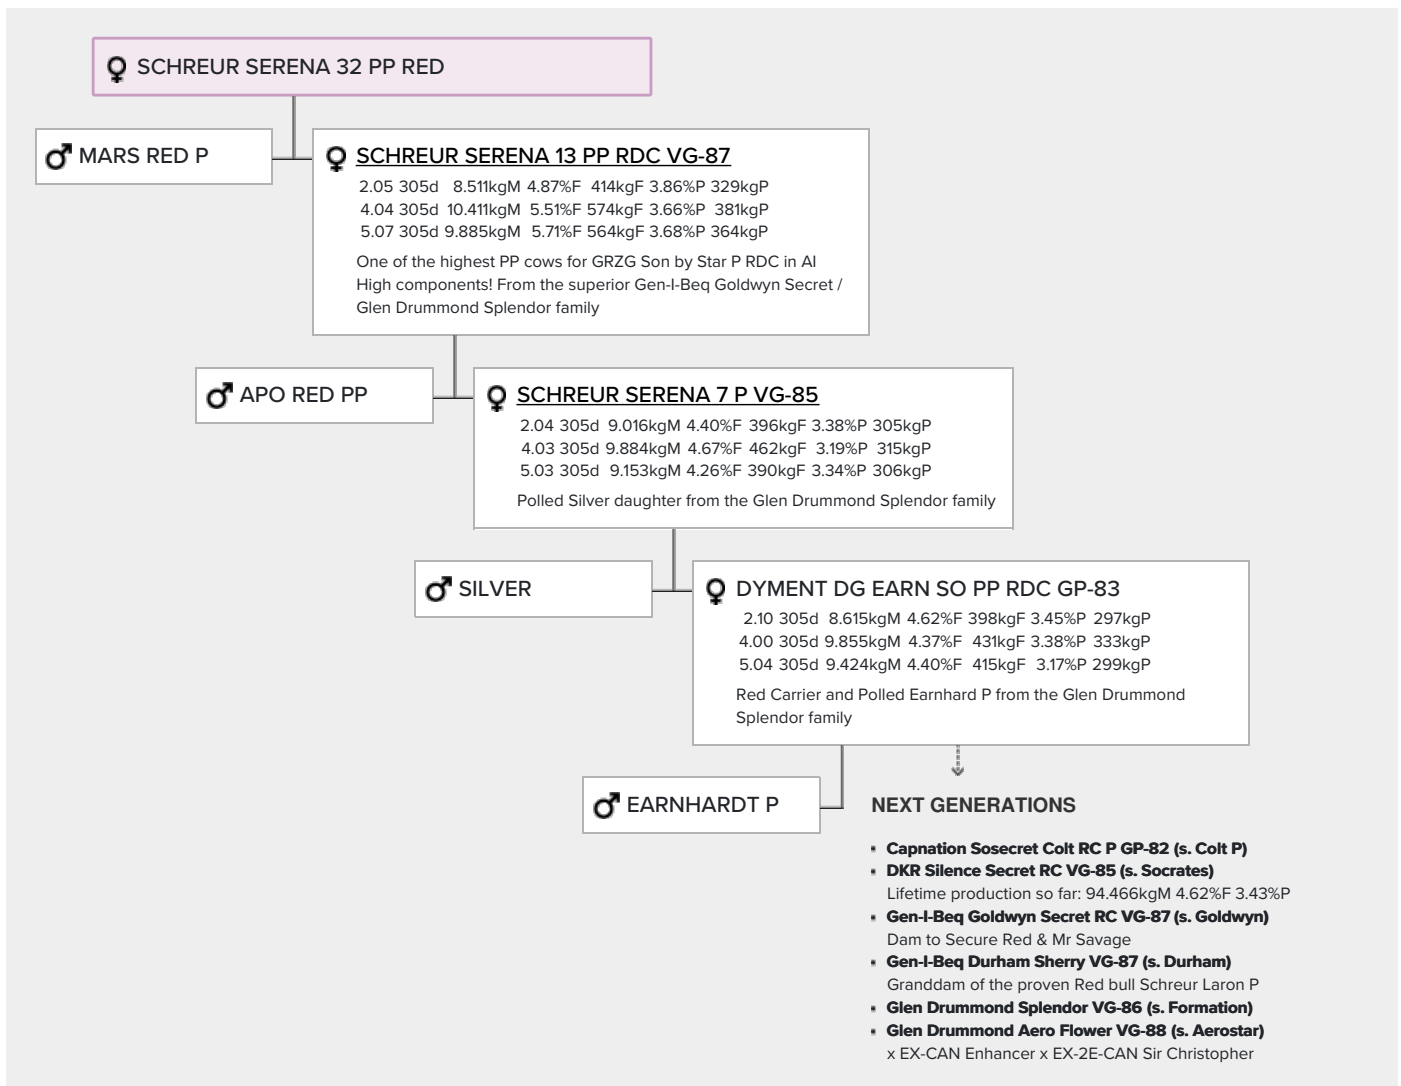 SCHREUR SERENA 32 PP RED
MARS RED P
SCHREUR SERENA 13 PP RDC VG-87
2.05 305d 8.511kgM 4.87%F 414kgF 3.86%P 329kgP
4.04 305d 10.411kgM 5.51%F 574kgF 3.66%P 381kgP
5.07 305d 9.885kgM 5.71%F 564kgF 3.68%P 364kgP
One of the highest PP cows for GRZG Son by Star P RDC in AI
High components! From the superior Gen-I-Beq Goldwyn Secret /
Glen Drummond Splendor family
APO RED PP
SCHREUR SERENA 7 P VG-85
2.04 305d 9.016kgM 4.40%F 396kgF 3.38%P 305kgP
4.03 305d 9.884kgM 4.67%F 462kgF 3.19%P 315kgP
5.03 305d 9.153kgM 4.26%F 390kgF 3.34%P 306kgP
Polled Silver daughter from the Glen Drummond Splendor family
SILVER
DYMENT DG EARN SO PP RDC GP-83
2.10 305d 8.615kgM 4.62%F 398kgF 3.45%P 297kgP
4.00 305d 9.855kgM 4.37%F 431kgF 3.38%P 333kgP
5.04 305d 9.424kgM 4.40%F 415kgF 3.17%P 299kgP
Red Carrier and Polled Earnhard P from the Glen Drummond
Splendor family
EARNHARDT P
NEXT GENERATIONS
Capnation Sosecret Colt RC P GP-82 (s. Colt P)
DKR Silence Secret RC VG-85 (s. Socrates)
Lifetime production so far: 94.466kgM 4.62%F 3.43%P
Gen-I-Beq Goldwyn Secret RC VG-87 (s. Goldwyn)
Dam to Secure Red & Mr Savage
Gen-I-Beq Durham Sherry VG-87 (s. Durham)
Granddam of the proven Red bull Schreur Laron P
Glen Drummond Splendor VG-86 (s. Formation)
Glen Drummond Aero Flower VG-88 (s. Aerostar)
x EX-CAN Enhancer x EX-2E-CAN Sir Christopher